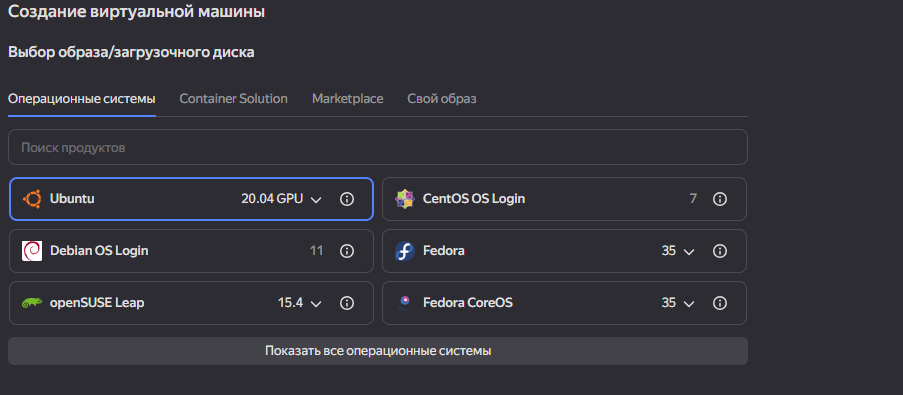 Создание виртуальной машины
Выбор образа/загрузочного диска
Операционные системы Container Solution Marketplace Свой образ
Поиск продуктов
Ubuntu 20.04 GPU CentOS OS Login 7
Debian OS Login 11 Fedora 35
openSUSE Leap 15.4 Fedora CoreOS 35
Показать все операционные системы